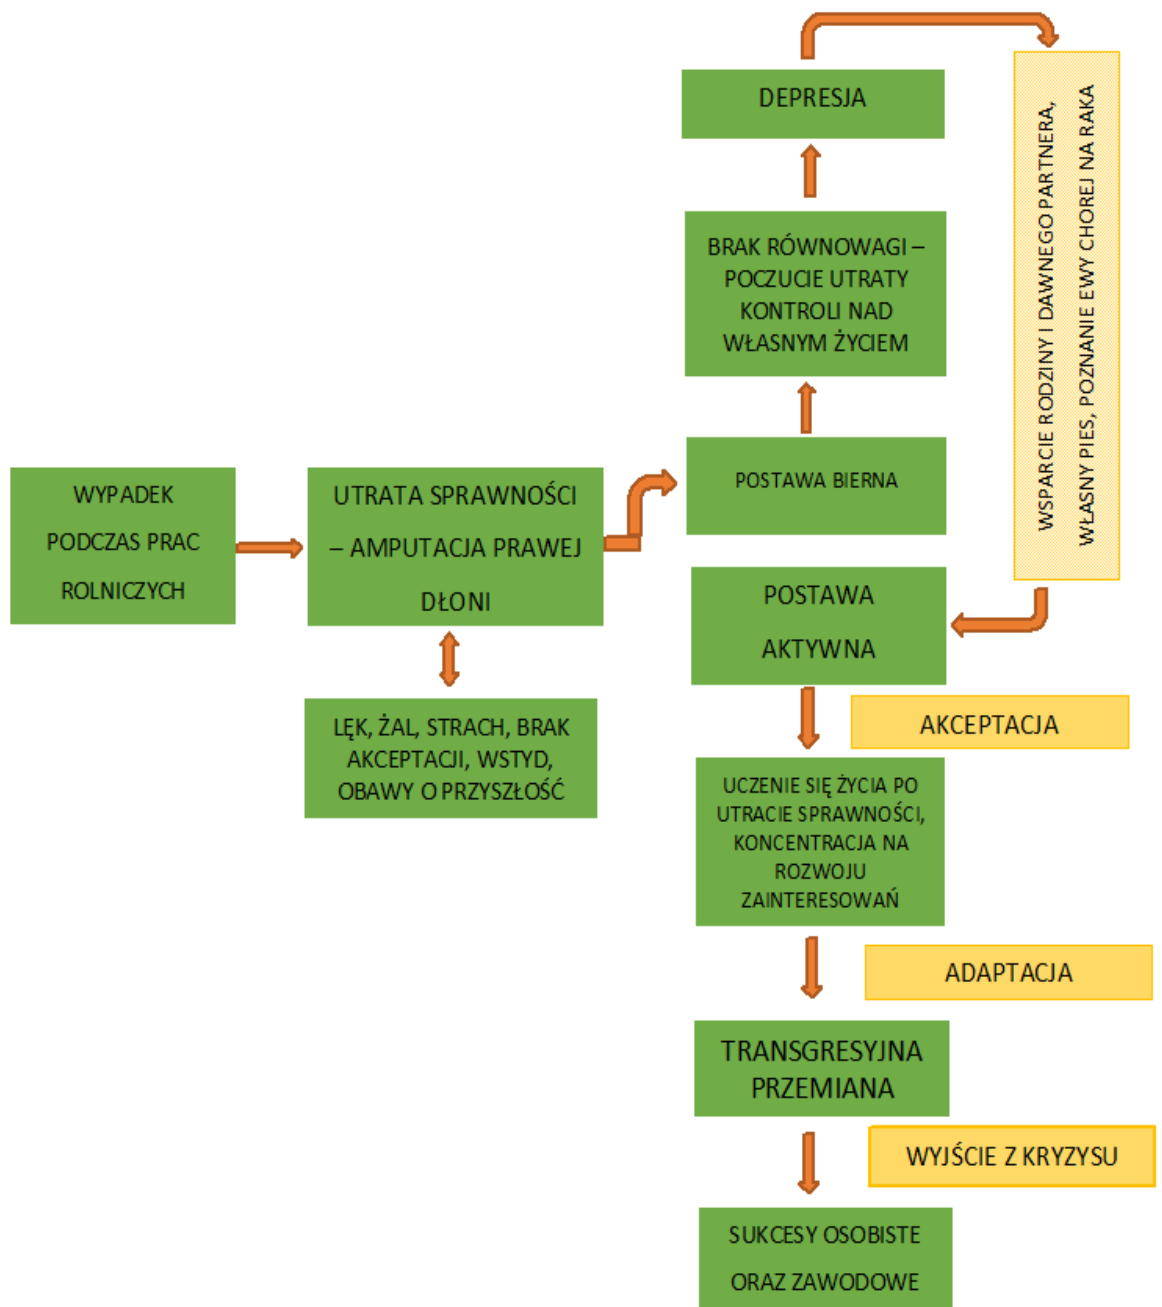 WYPADEK
PODCZAS PRAC
ROLNICZYCH
UTRATA SPRAWNOŚCI
– AMPUTACJA PRAWEJ
DŁONI
LĘK, ŻAL, STRACH, BRAK
AKCEPTACJI, WSTYD,
OBAWY O PRZYSZŁOŚĆ
POSTAWA BIERNA
BRAK RÓWNOWAGI –
POCZUCIE UTRATY
KONTROLI NAD
WŁASNYM ŻYCIEM
DEPRESJA
WSPARCIE RODZINY I DAWNEGO PARTNERA,
WŁASNY PIES, POZNANIE EWY CHOREJ NA RAKA
POSTAWA
AKTYWNA
AKCEPTACJA
UCZENIE SIĘ ŻYCIA PO
UTRACIE SPRAWNOŚCI,
KONCENTRACJA NA
ROZWOJU
ZAINTERESOWAŃ
ADAPTACJA
TRANSGRESYJNA
PRZEMIANA
WYJŚCIE Z KRYZYSU
SUKCESY OSOBISTE
ORAZ ZAWODOWE